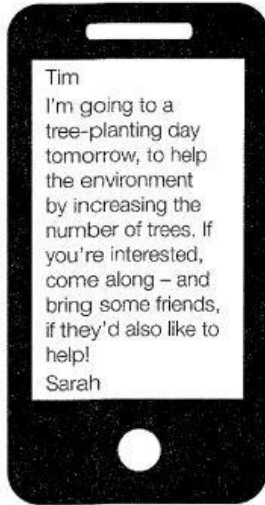 Tim
I'm going to a
tree-planting day
tomorrow, to help
the environment
by increasing the
number of trees. If
you're interested,
come along – and
bring some friends,
if they'd also like to
help!
Sarah